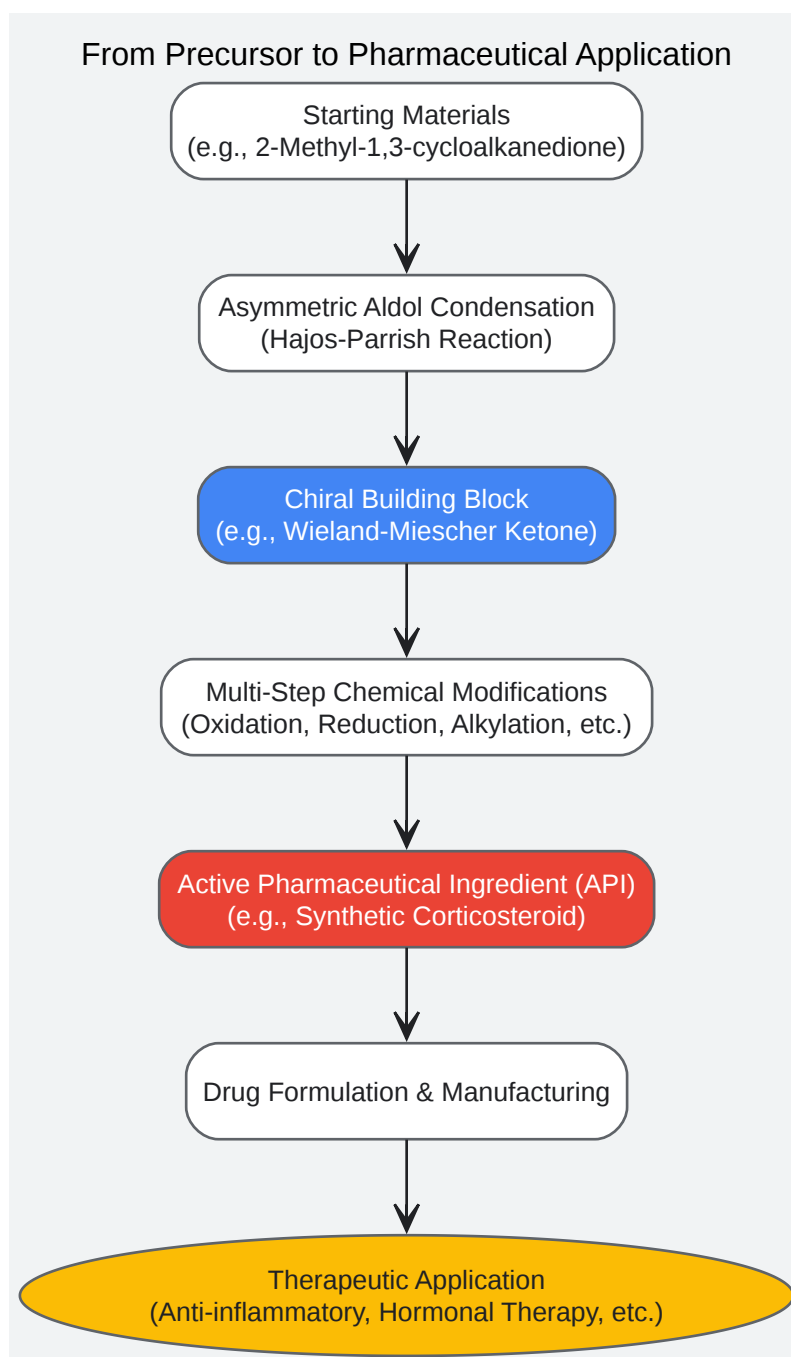 From Precursor to Pharmaceutical Application
Starting Materials
(e.g., 2-Methyl-1,3-cycloalkanedione)
Asymmetric Aldol Condensation
(Hajos-Parrish Reaction)
Chiral Building Block
(e.g., Wieland-Miescher Ketone)
Multi-Step Chemical Modifications
(Oxidation, Reduction, Alkylation, etc.)
Active Pharmaceutical Ingredient (API)
(e.g., Synthetic Corticosteroid)
Drug Formulation & Manufacturing
Therapeutic Application
(Anti-inflammatory, Hormonal Therapy, etc.)